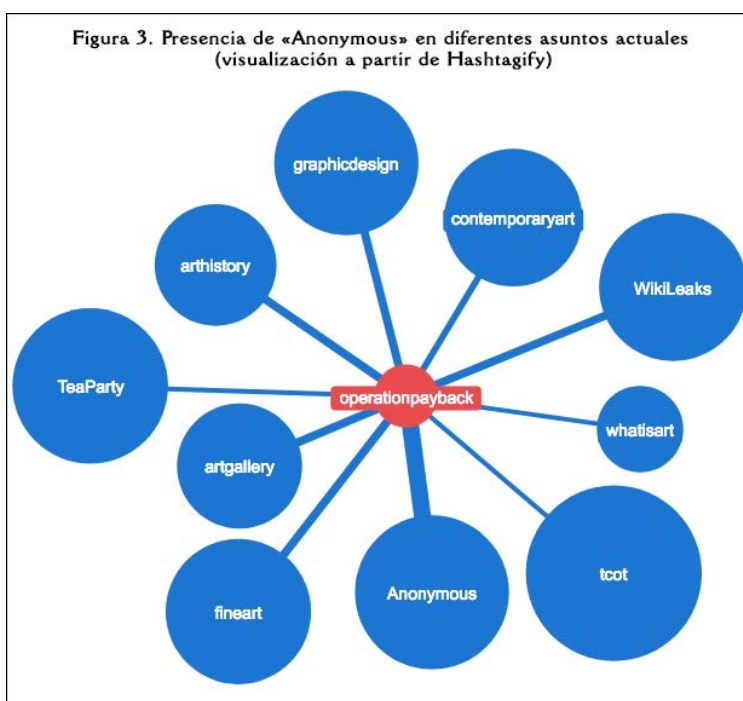 Figura 3. Presencia de «Anonymous» en diferentes asuntos actuales
(visualización a partir de Hashtagify)
graphicdesign
contemporaryart
arthistory
WikiLeaks
TeaParty
operationpayback
whatisart
artgallery
tcot
Anonymous
fineart